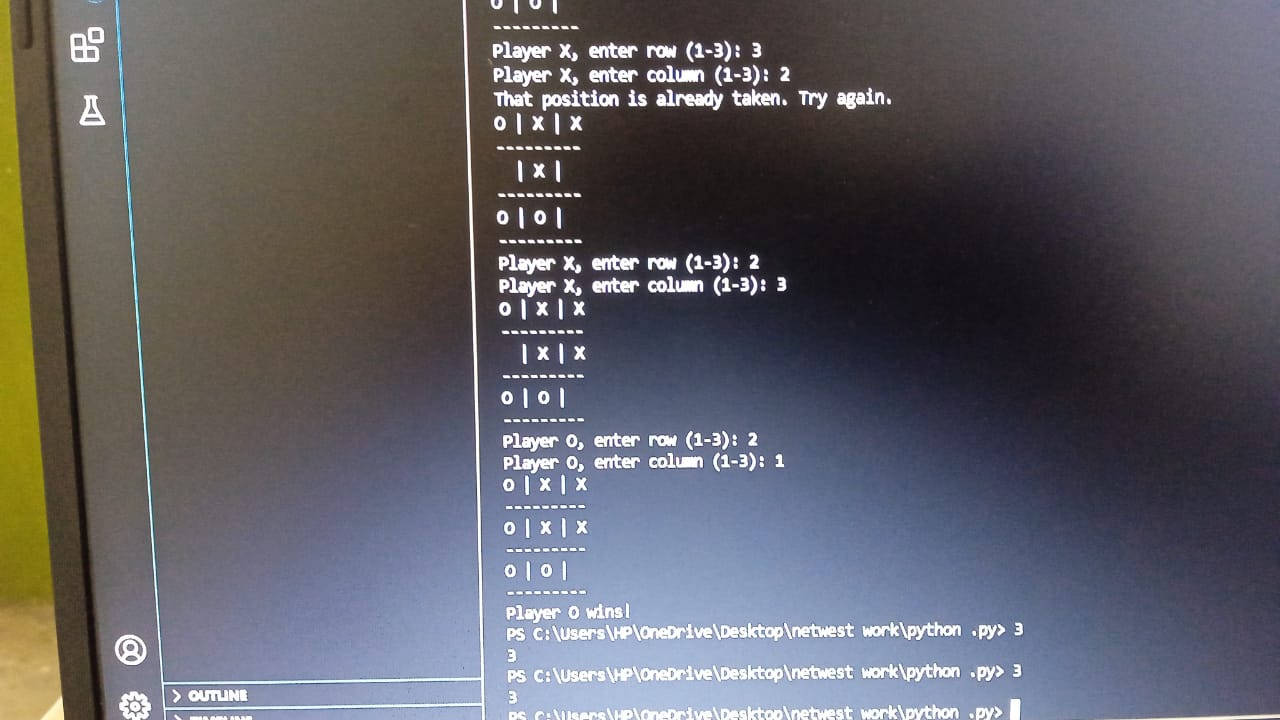 O | O |
---------
Player X, enter row (1-3): 3
Player X, enter column (1-3): 2
That position is already taken. Try again.
O | X | X
---------
  | X |
---------
O | O |
---------
Player X, enter row (1-3): 2
Player X, enter column (1-3): 3
O | X | X
---------
  | X | X
---------
O | O |
---------
Player O, enter row (1-3): 2
Player O, enter column (1-3): 1
O | X | X
---------
O | X | X
---------
O | O |
---------
Player O wins!
PS C:\Users\HP\OneDrive\Desktop\netwest work\python .py> 3
3
PS C:\Users\HP\OneDrive\Desktop\netwest work\python .py> 3
3
PS C:\Users\HP\OneDrive\Desktop\netwest work\python .py>
OUTLINE
TIMELINE